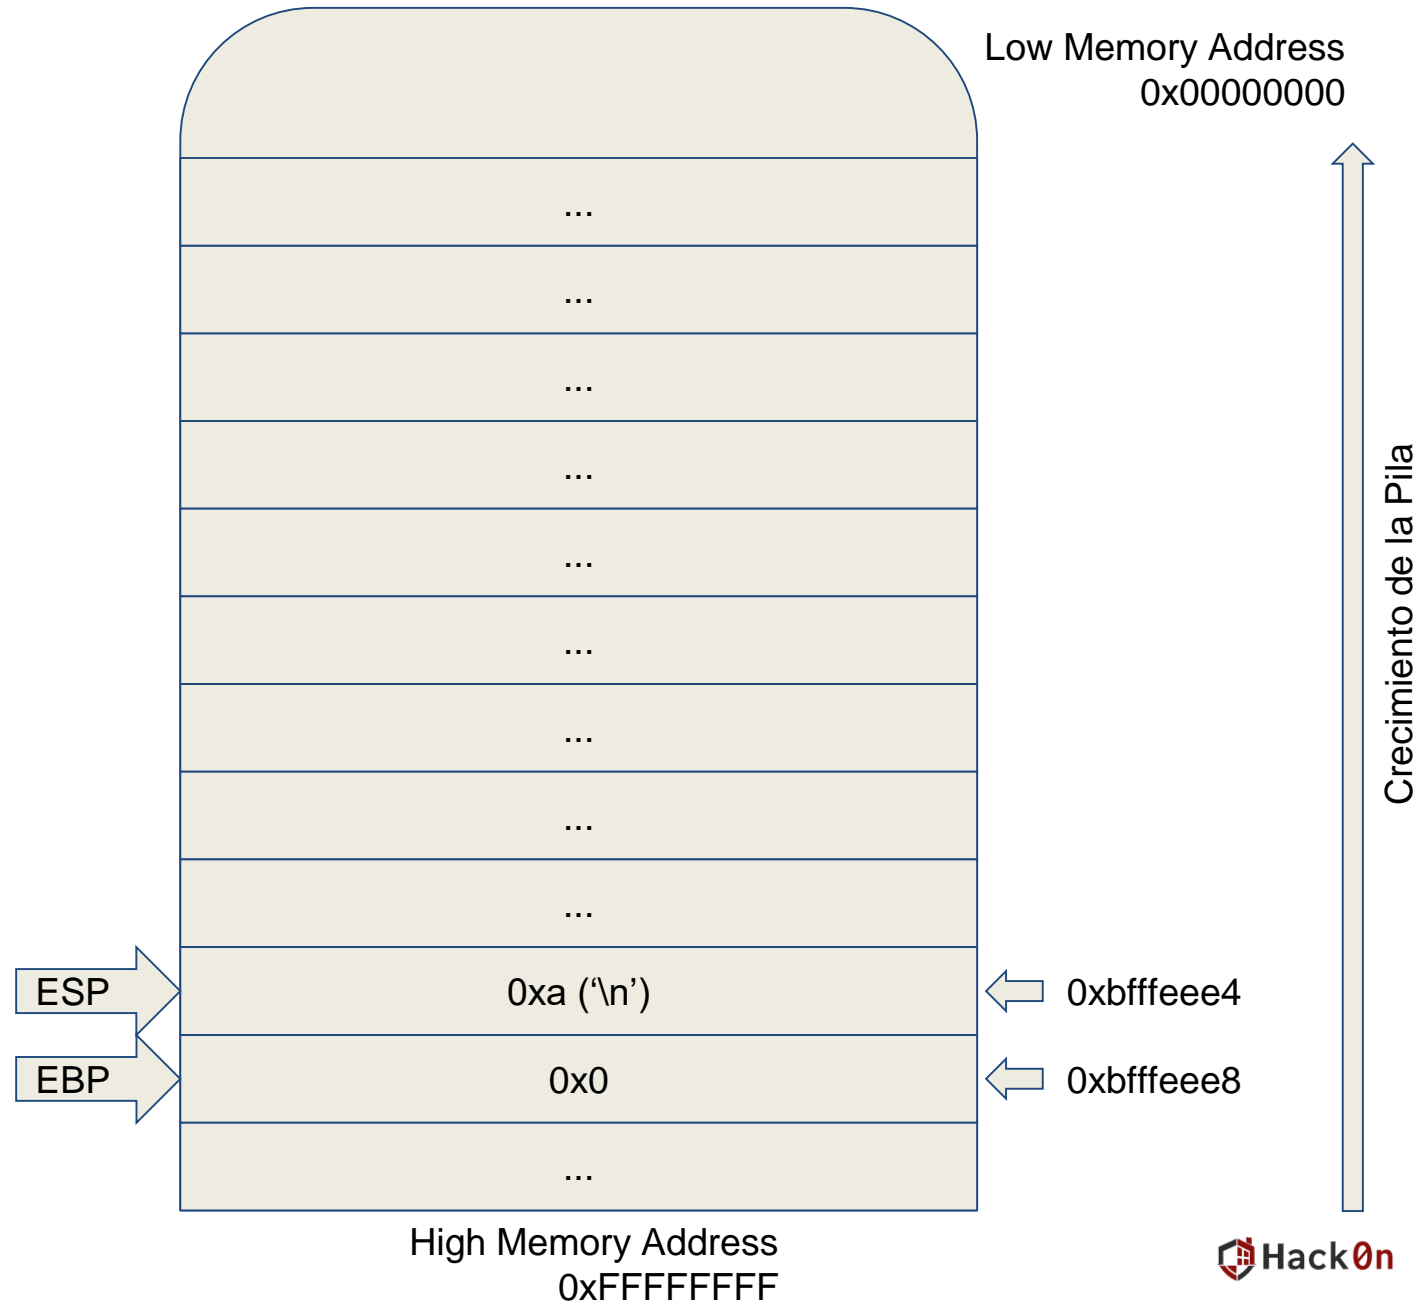 Low Memory Address
0x00000000
...
...
...
...
...
...
...
...
...
ESP
0xa (‘\n’)
0xbfffeee4
EBP
0x0
0xbfffeee8
...
Crecimiento de la Pila
High Memory Address
0xFFFFFFFF
Hack0n